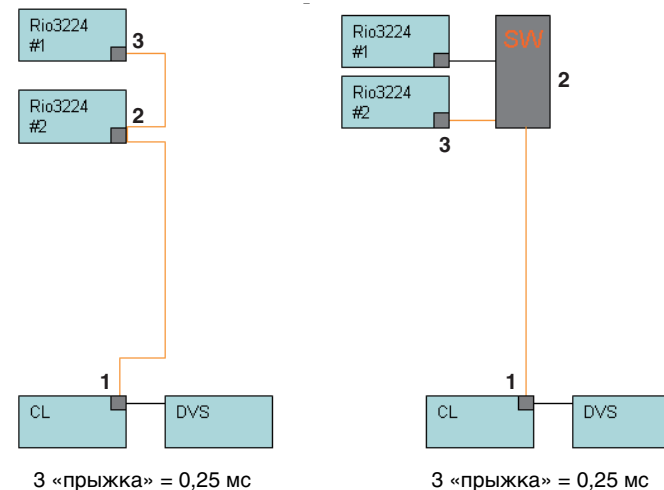 Rio3224
#1
3
Rio3224
#2
2
1
CL
DVS
3 «прыжка» = 0,25 мс
Rio3224
#1
SW
2
Rio3224
#2
3
1
CL
DVS
3 «прыжка» = 0,25 мс